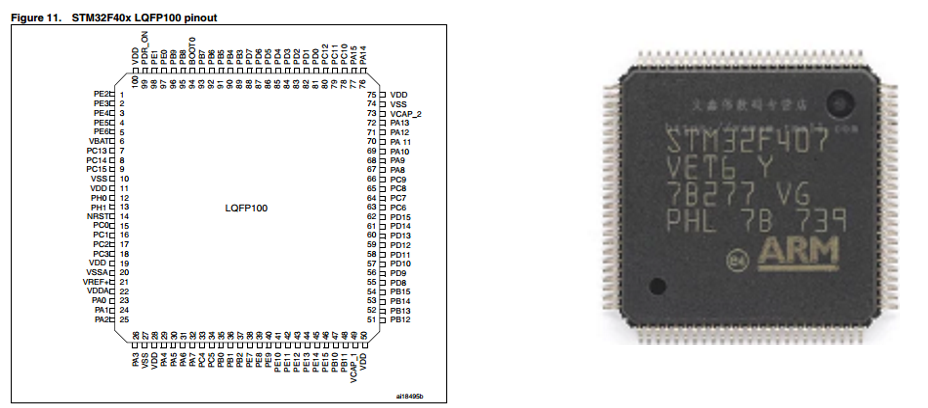 Figure 11. STM32F40x LQFP100 pinout
VDD PDR_ON PE1 PE0 PB9 PB8 BOOT0 PB7 PB6 PB5 PB4 PB3 PD7 PD6 PD5 PD4 PD3 PD2 PD1 PD0 PC12 PC11 PC10 PA15 PA14
100 99 98 97 96 95 94 93 92 91 90 89 88 87 86 85 84 83 82 81 80 79 78 77 76
PE2 1
PE3 2
PE4 3
PE5 4
PE6 5
VBAT 6
PC13 7
PC14 8
PC15 9
VSS 10
VDD 11
PH0 12
PH1 13
NRST 14
PC0 15
PC1 16
PC2 17
PC3 18
VDD 19
VSSA 20
VREF+ 21
VDDA 22
PA0 23
PA1 24
PA2 25
LQFP100
75 VDD
74 VSS
73 VCAP_2
72 PA13
71 PA12
70 PA 11
69 PA10
68 PA9
67 PA8
66 PC9
65 PC8
64 PC7
63 PC6
62 PD15
61 PD14
60 PD13
59 PD12
58 PD11
57 PD10
56 PD9
55 PD8
54 PB15
53 PB14
52 PB13
51 PB12
26 27 28 29 30 31 32 33 34 35 36 37 38 39 40 41 42 43 44 45 46 47 48 49 50
PA3 VSS VDD PA4 PA5 PA6 PA7 PC4 PC5 PB0 PB1 PB2 PE7 PE8 PE9 PE10 PE11 PE12 PE13 PE14 PE15 PB10 PB11 VCAP_1 VDD
ai18495b
STM32F407
VET6 Y
7B277 VG
PHL 7B 739
ARM